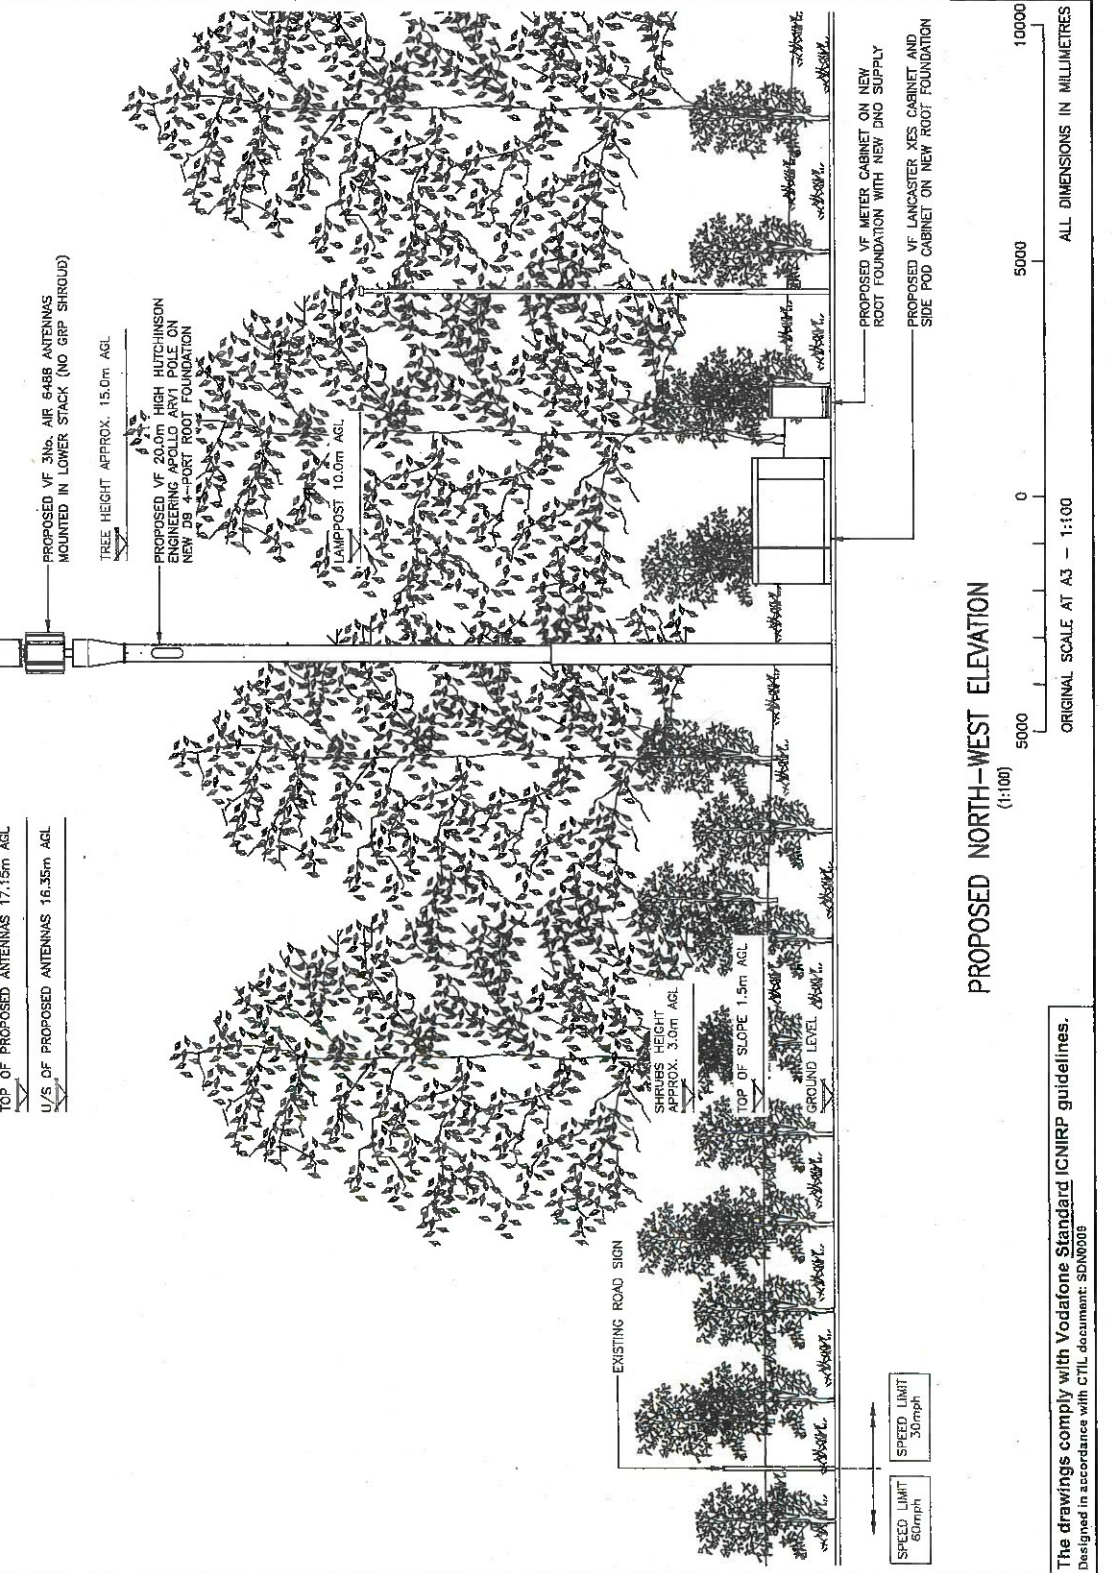 TOP OF PROPOSED ANTENNAS 17.15m AGL
U/S OF PROPOSED ANTENNAS 16.35m AGL
PROPOSED VF 3No. AIR 6488 ANTENNAS
MOUNTED IN LOWER STACK (NO GRP SHROUD)
TREE HEIGHT APPROX. 15.0m AGL
PROPOSED VF 20.0m HIGH HUTCHINSON
ENGINEERING APOLLO ARV1 POLE ON
NEW D9 4-PORT ROOT FOUNDATION
LAMPPOST 10.0m AGL
EXISTING ROAD SIGN
SHRUBS HEIGHT
APPROX. 3.0m AGL
TOP OF SLOPE 1.5m AGL
GROUND LEVEL
PROPOSED VF METER CABINET ON NEW
ROOT FOUNDATION WITH NEW DNO SUPPLY
PROPOSED VF LANCASTER XRES CABINET AND
SIDE POD CABINET ON NEW ROOT FOUNDATION
SPEED LIMIT
60mph
SPEED LIMIT
30mph
PROPOSED NORTH-WEST ELEVATION
(1:100)
5000 0 5000 10000
ORIGINAL SCALE AT A3 - 1:100 ALL DIMENSIONS IN MILLIMETRES
The drawings comply with Vodafone Standard ICNIRP guidelines.
Designed in accordance with CTIL document: SDN0009